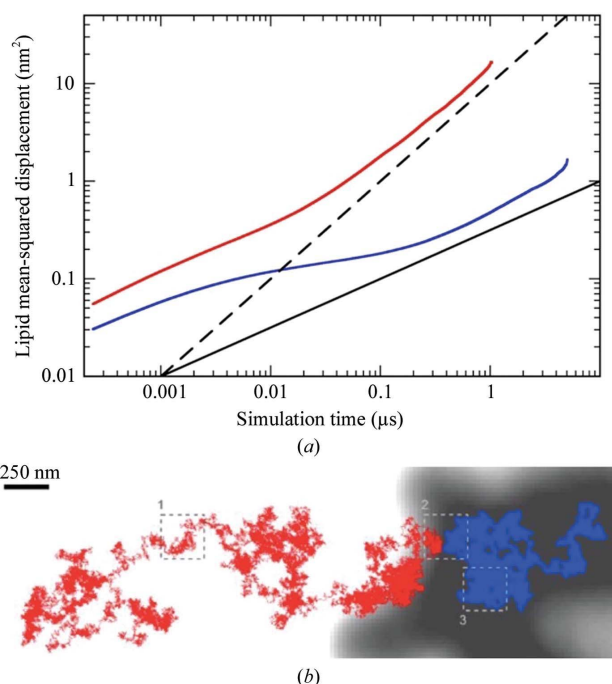 Lipid mean-squared displacement (nm²)
10
1
0.1
0.01
0.001
0.01
0.1
1
Simulation time (µs)
(a)
250 nm
1
2
3
(b)